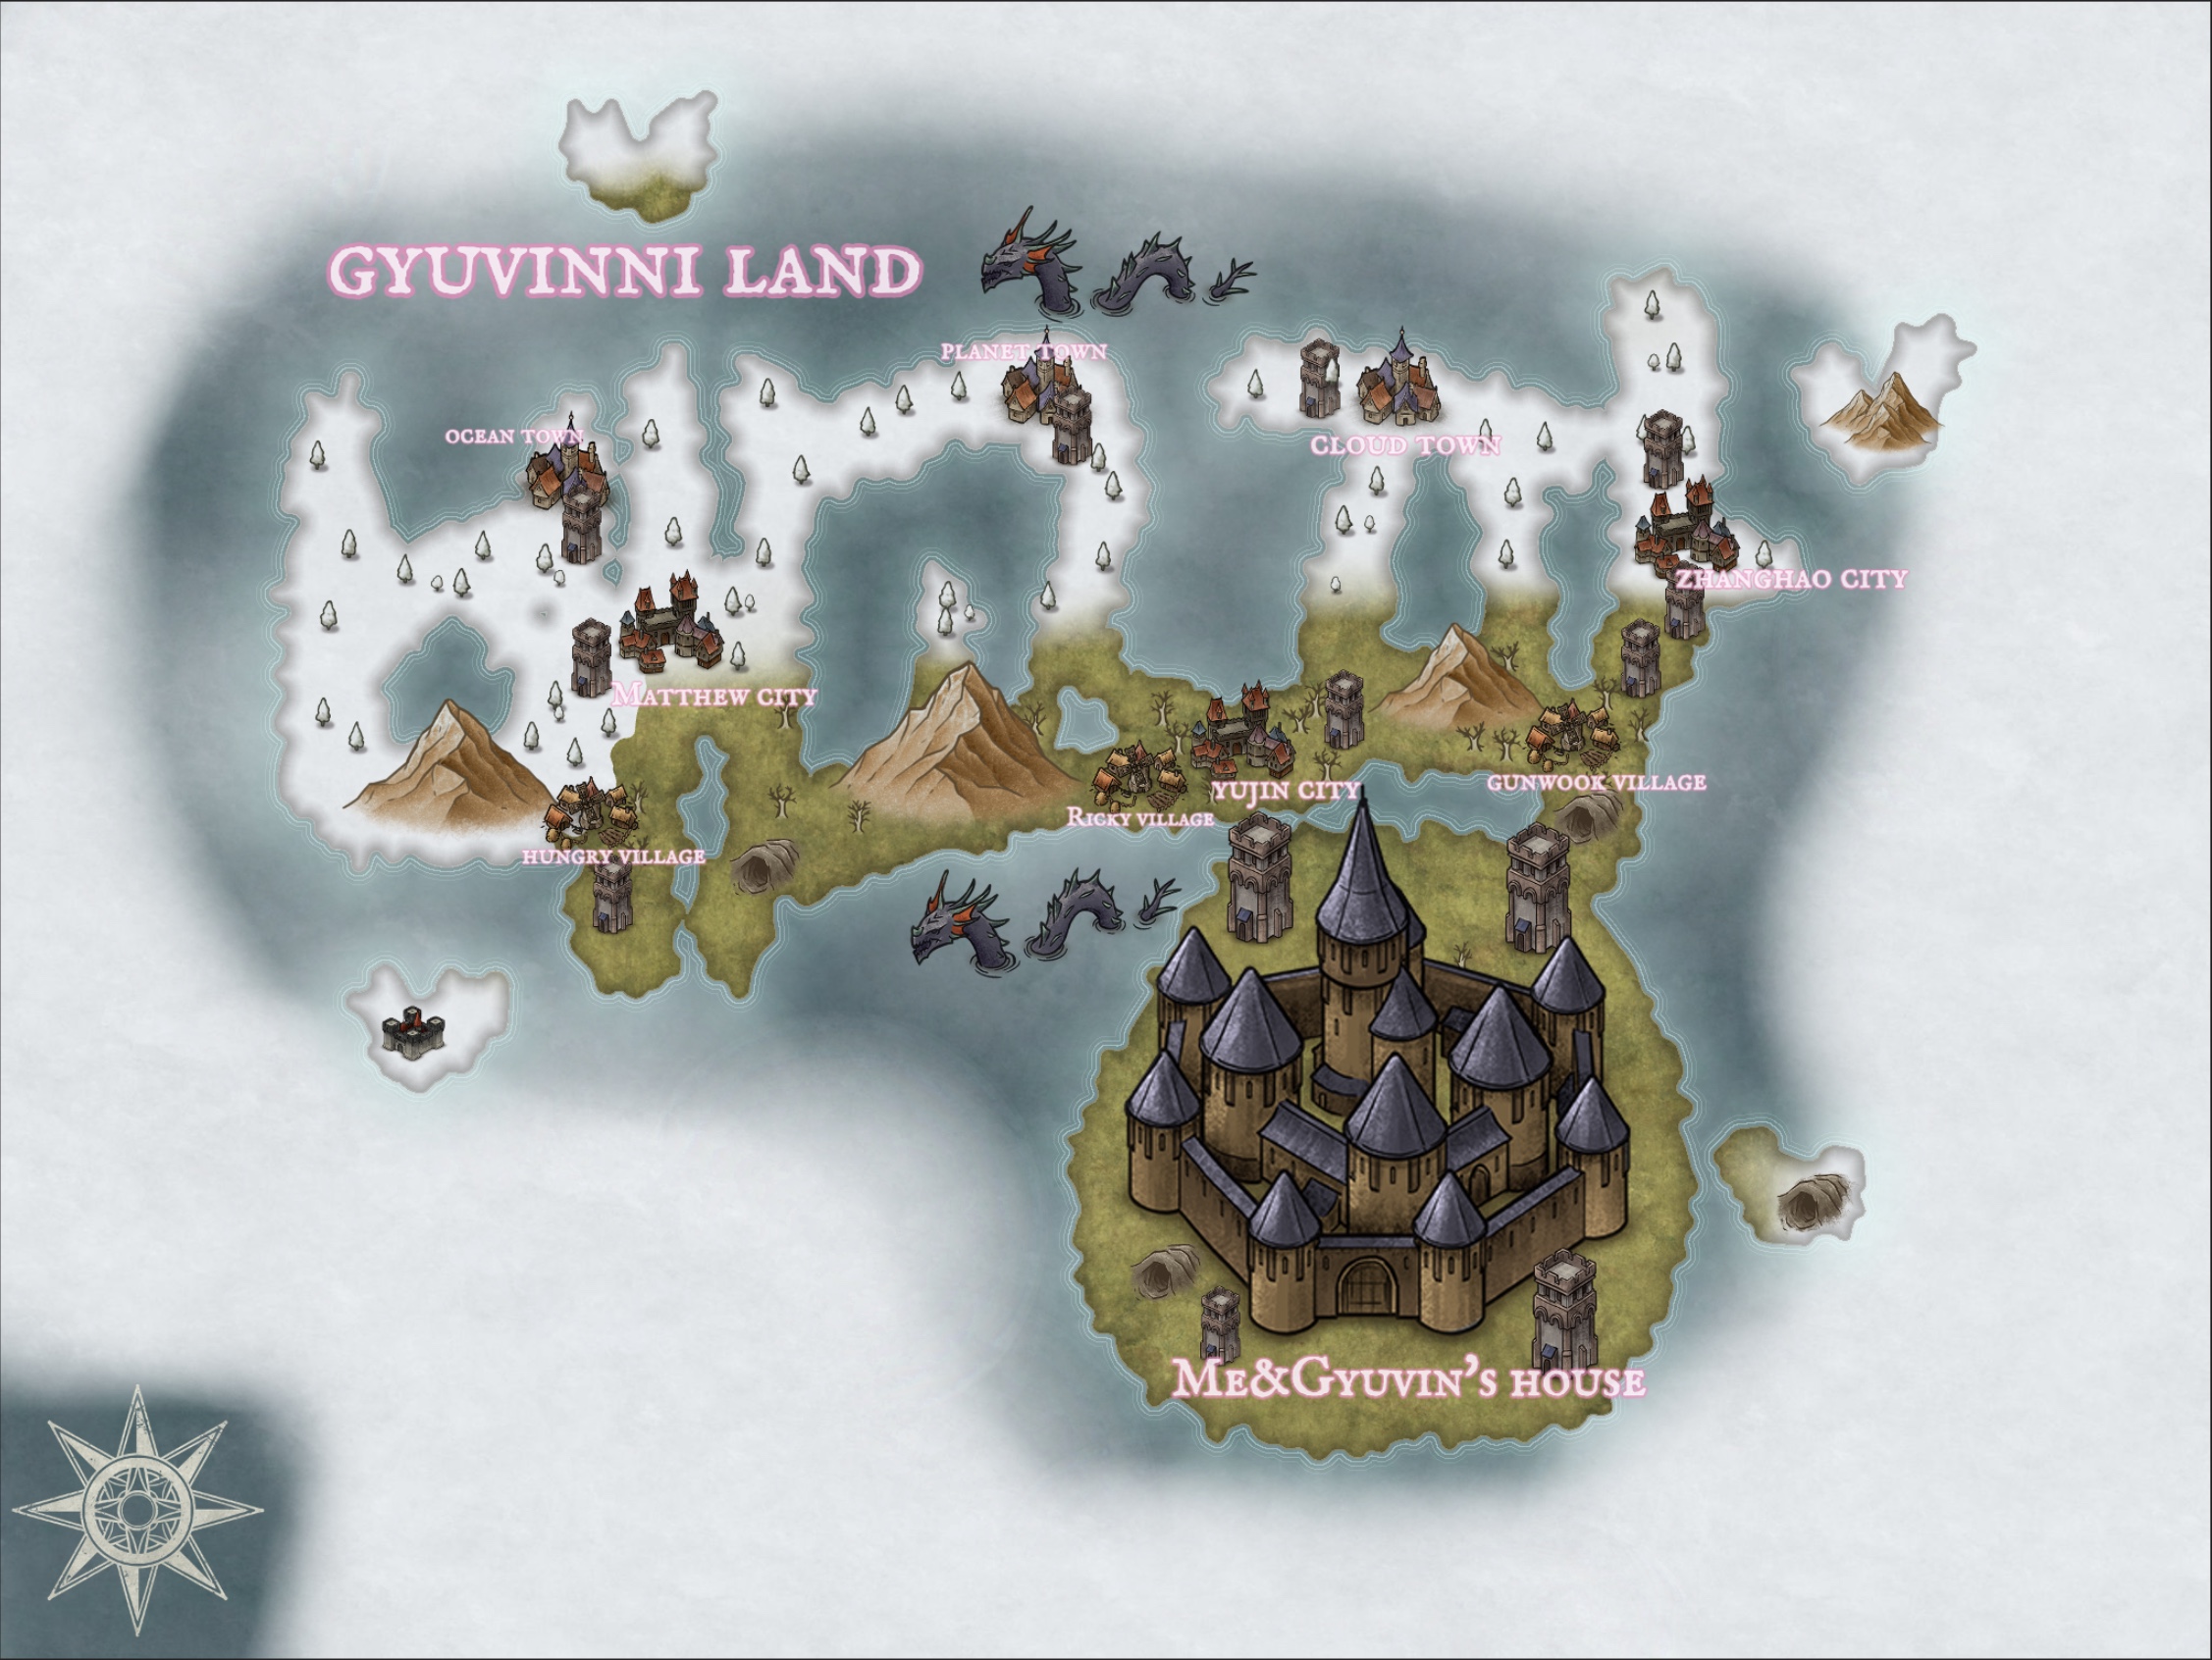 GYUVINNI LAND
PLANET TOWN
OCEAN TOWN
CLOUD TOWN
ZHANGHAO CITY
MATTHEW CITY
YUJIN CITY
GUNWOOK VILLAGE
RICKY VILLAGE
HUNGRY VILLAGE
ME&GYUVIN'S HOUSE